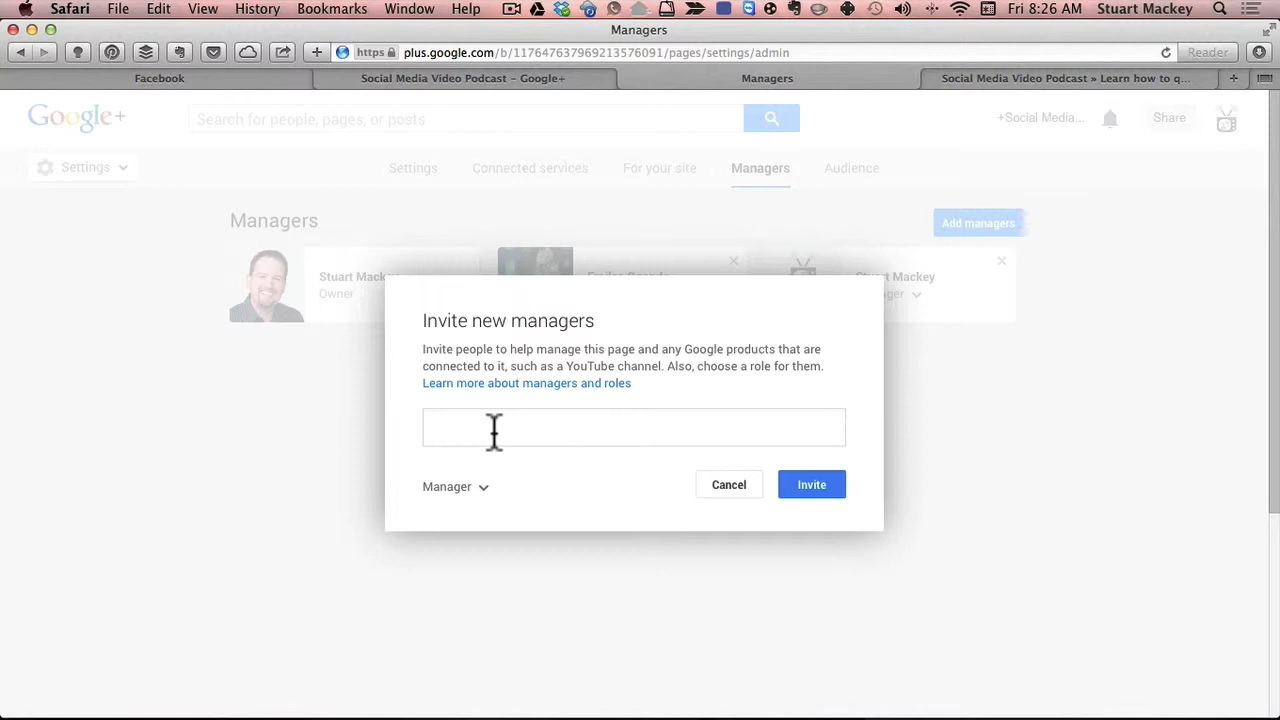 Safari File Edit View History Bookmarks Window Help Fri 8:26 AM Stuart Mackey
Managers
https plus.google.com/b/117647637969213576091/pages/settings/admin Reader
Facebook Social Media Video Podcast – Google+ Managers Social Media Video Podcast » Learn how to q...
Google+ Search for people, pages, or posts +Social Media... Share
Settings Settings Connected services For your site Managers Audience
Managers Add managers
Stuart Mackey Stuart Mackey
Owner
Invite new managers
Invite people to help manage this page and any Google products that are
connected to it, such as a YouTube channel. Also, choose a role for them.
Learn more about managers and roles
Manager Cancel Invite